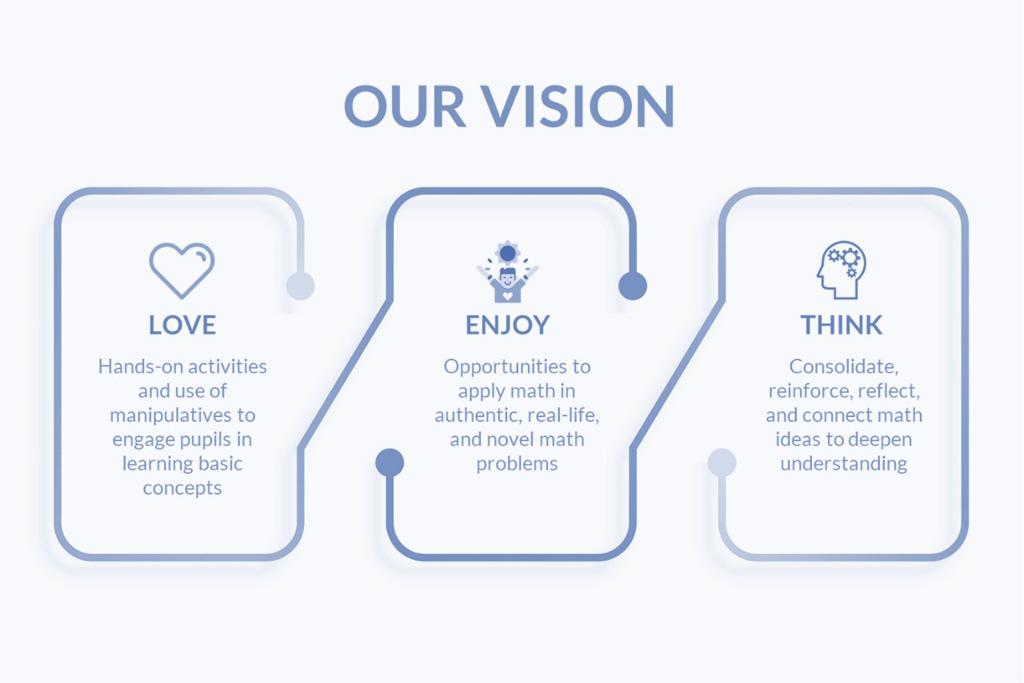 OUR VISION
LOVE
Hands-on activities
and use of
manipulatives to
engage pupils in
learning basic
concepts
ENJOY
Opportunities to
apply math in
authentic, real-life,
and novel math
problems
THINK
Consolidate,
reinforce, reflect,
and connect math
ideas to deepen
understanding